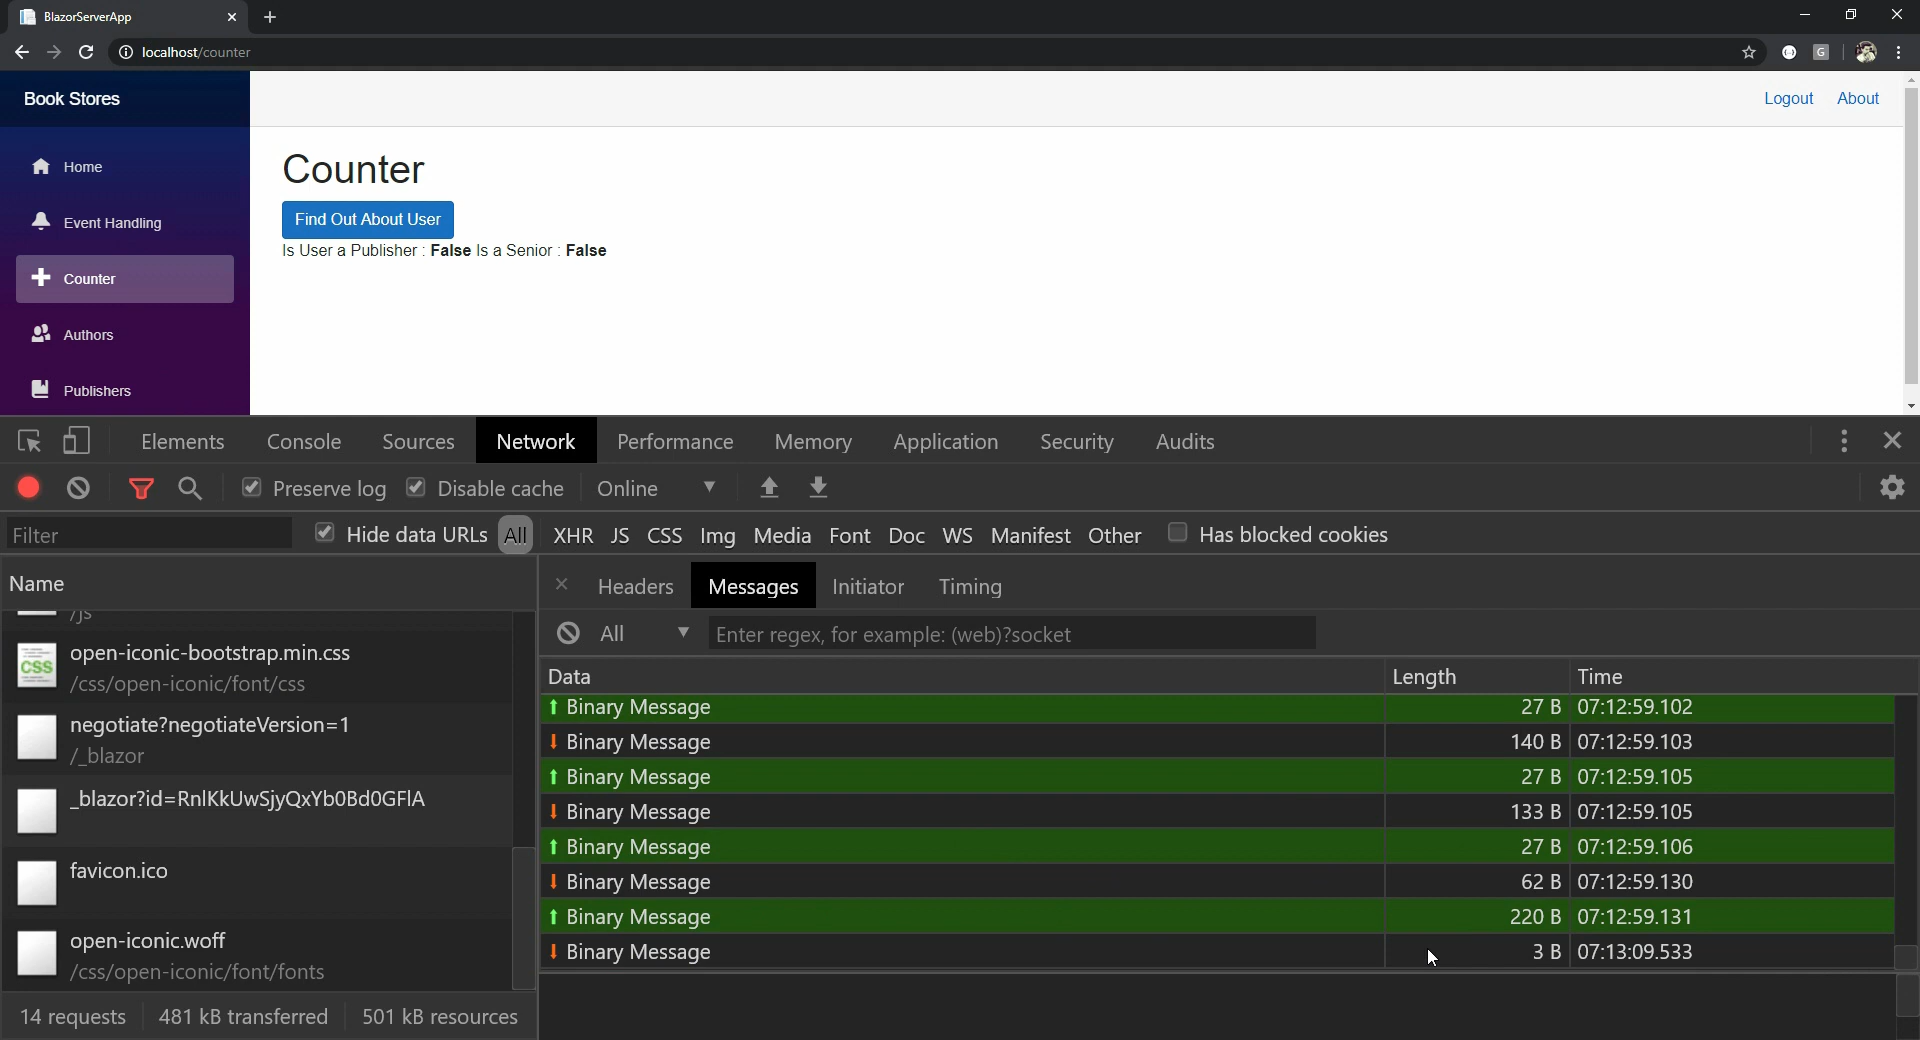 BlazorServerApp
localhost/counter
G
Book Stores
Logout About
Home
Event Handling
Counter
Authors
Publishers
Counter
Find Out About User
Is User a Publisher : False Is a Senior : False
Elements Console Sources Network Performance Memory Application Security Audits
Preserve log Disable cache Online
Filter Hide data URLs All XHR JS CSS Img Media Font Doc WS Manifest Other Has blocked cookies
Name
/js
CSS open-iconic-bootstrap.min.css
/css/open-iconic/font/css
negotiate?negotiateVersion=1
/_blazor
_blazor?id=RnlKkUwSjyQxYb0Bd0GFlA
favicon.ico
open-iconic.woff
/css/open-iconic/font/fonts
14 requests 481 kB transferred 501 kB resources
Headers Messages Initiator Timing
All Enter regex, for example: (web)?socket
Data Length Time
Binary Message 27 B 07:12:59.102
Binary Message 140 B 07:12:59.103
Binary Message 27 B 07:12:59.105
Binary Message 133 B 07:12:59.105
Binary Message 27 B 07:12:59.106
Binary Message 62 B 07:12:59.130
Binary Message 220 B 07:12:59.131
Binary Message 3 B 07:13:09.533